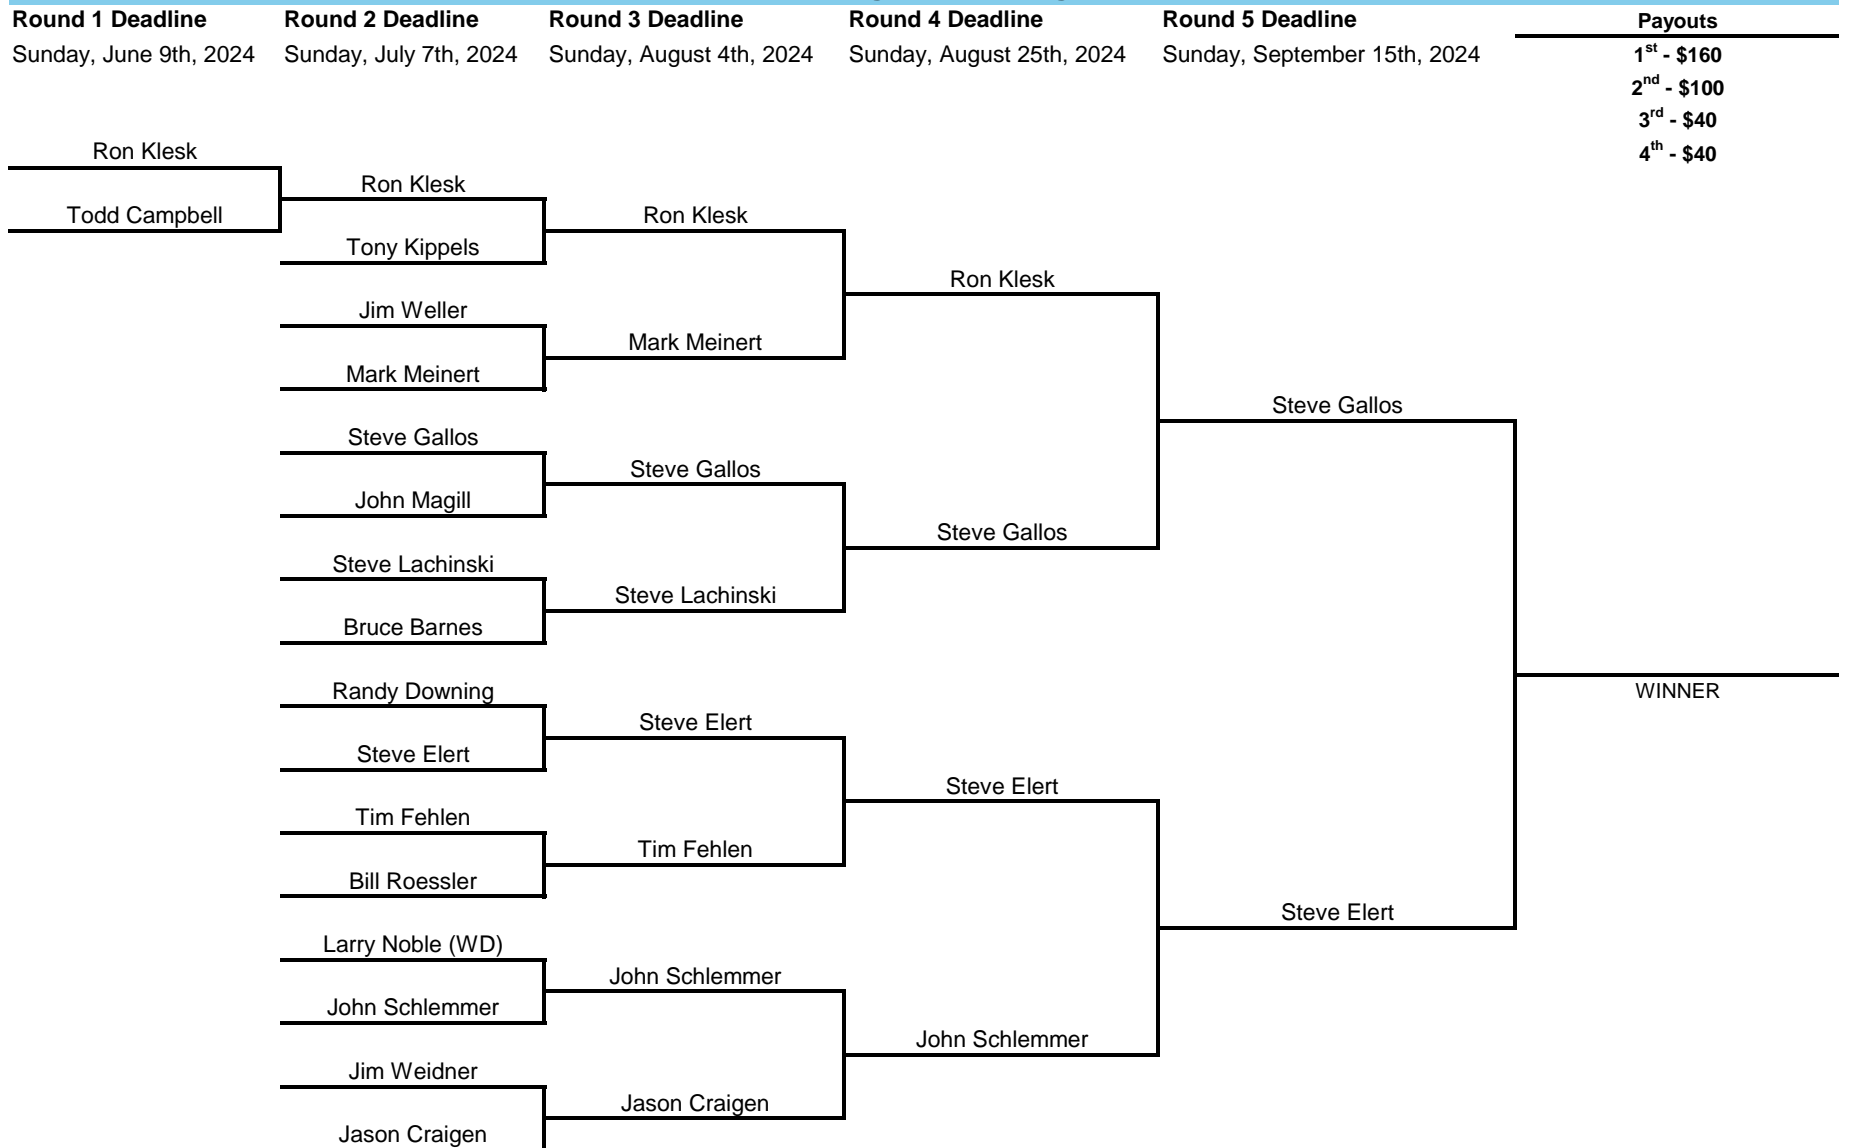 Round 1 Deadline Round 2 Deadline Round 3 Deadline Round 4 Deadline Round 5 Deadline Payouts
Sunday, June 9th, 2024 Sunday, July 7th, 2024 Sunday, August 4th, 2024 Sunday, August 25th, 2024 Sunday, September 15th, 2024 1st - $160
2nd - $100
3rd - $40
4th - $40
Ron Klesk
Ron Klesk
Todd Campbell Ron Klesk
Tony Kippels
Ron Klesk
Jim Weller
Mark Meinert
Mark Meinert
Steve Gallos
Steve Gallos
Steve Gallos
John Magill
Steve Gallos
Steve Lachinski
Steve Lachinski
Bruce Barnes
Randy Downing WINNER
Steve Elert
Steve Elert
Steve Elert
Tim Fehlen
Tim Fehlen
Bill Roessler
Steve Elert
Larry Noble (WD)
John Schlemmer
John Schlemmer
John Schlemmer
Jim Weidner
Jason Craigen
Jason Craigen